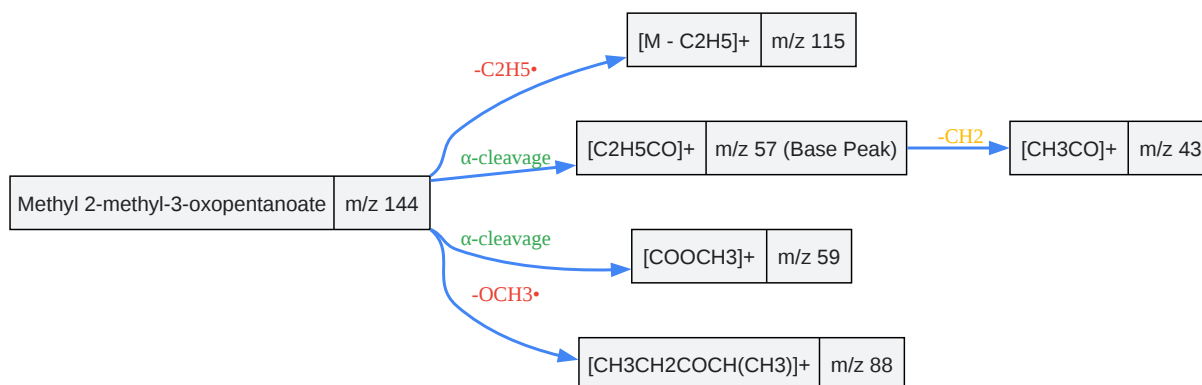 [M - C2H5]+ m/z 115
-C2H5•
[C2H5CO]+ m/z 57 (Base Peak)
-CH2
[CH3CO]+ m/z 43
α-cleavage
Methyl 2-methyl-3-oxopentanoate m/z 144
α-cleavage
[COOCH3]+ m/z 59
-OCH3•
[CH3CH2COCH(CH3)]+ m/z 88